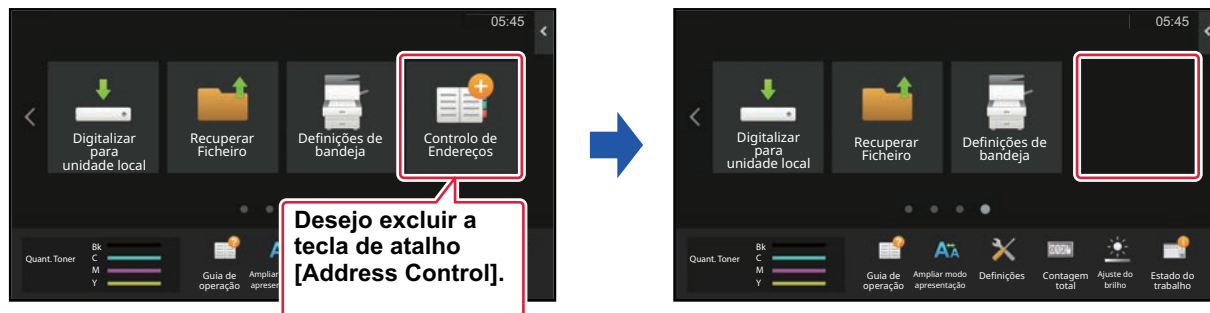 05:45
Digitalizar
para
unidade local
Recuperar
Ficheiro
Definições de
bandeja
Controlo de
Endereços
Desejo excluir a
tecla de atalho
[Address Control].
Quant. Toner
Bk
C
M
Y
Guia de
operação
Ampliar
apreser
05:45
Digitalizar
para
unidade local
Recuperar
Ficheiro
Definições de
bandeja
Quant. Toner
Bk
C
M
Y
Guia de
operação
Ampliar modo
apresentação
Definições
Contagem
total
Ajuste do
brilho
Estado do
trabalho